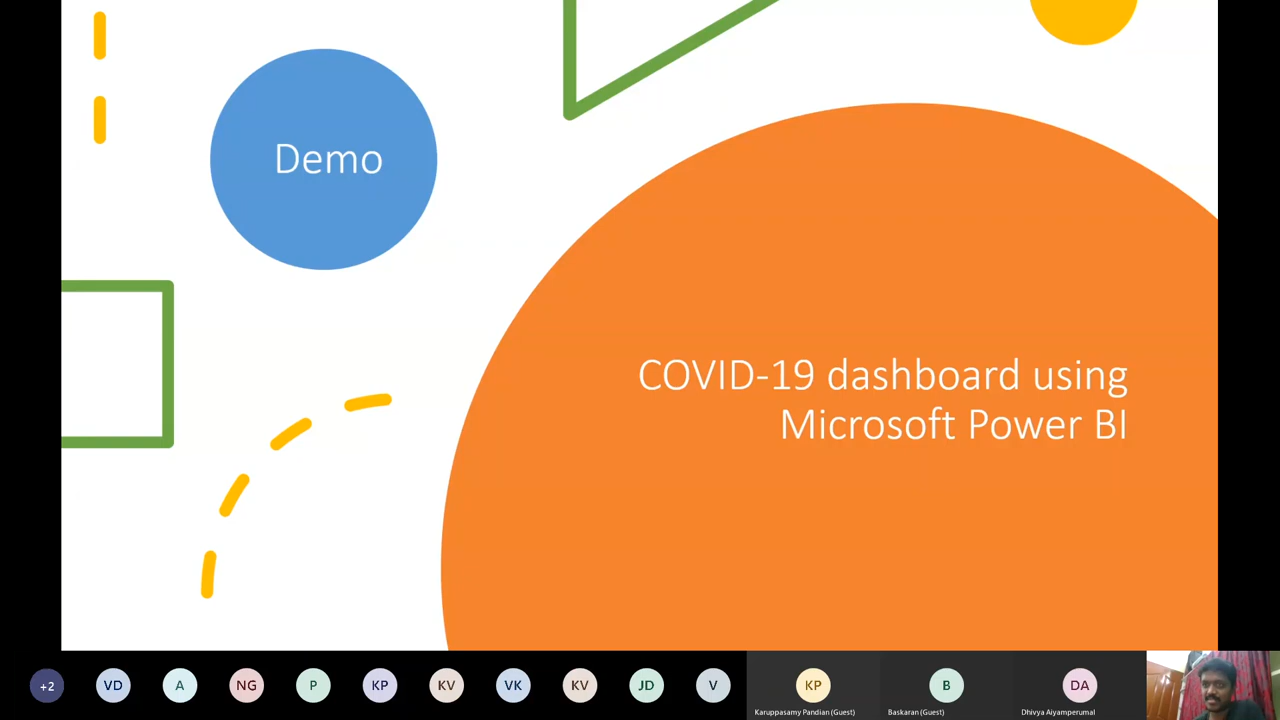 Demo
COVID-19 dashboard using
Microsoft Power BI
+2
VD
A
NG
P
KP
KV
VK
KV
JD
V
KP
B
DA
Karuppasamy Pandian (Guest)
Baskaran (Guest)
Dhivya Aiyamperumal